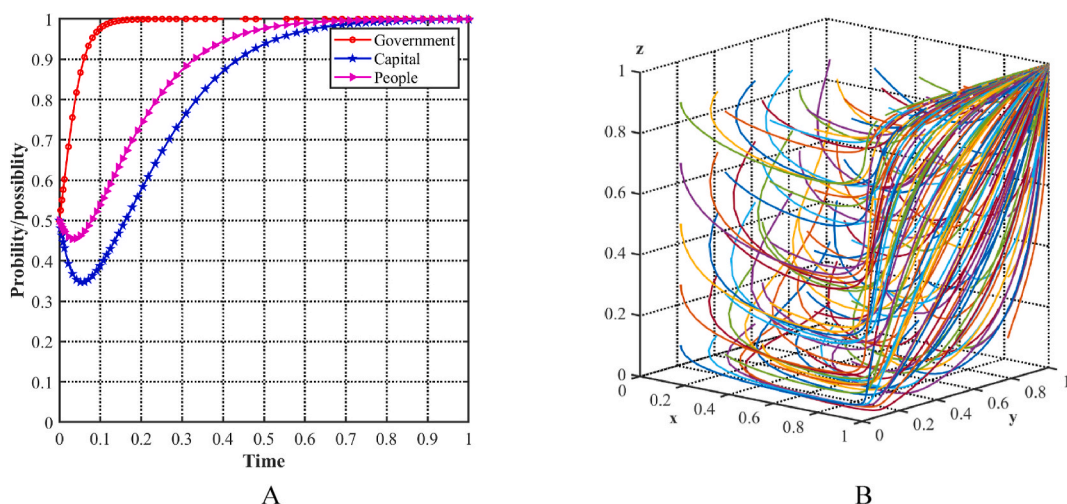 1
0.9
0.8
0.7
0.6
0.5
0.4
0.3
0.2
0.1
0
Probility/possiblity
0 0.1 0.2 0.3 0.4 0.5 0.6 0.7 0.8 0.9 1
Time
Government
Capital
People
A
z
1
0.8
0.6
0.4
0.2
0
0 0.2 0.4 0.6 0.8 1
x
0 0.2 0.4 0.6 0.8 1
y
B